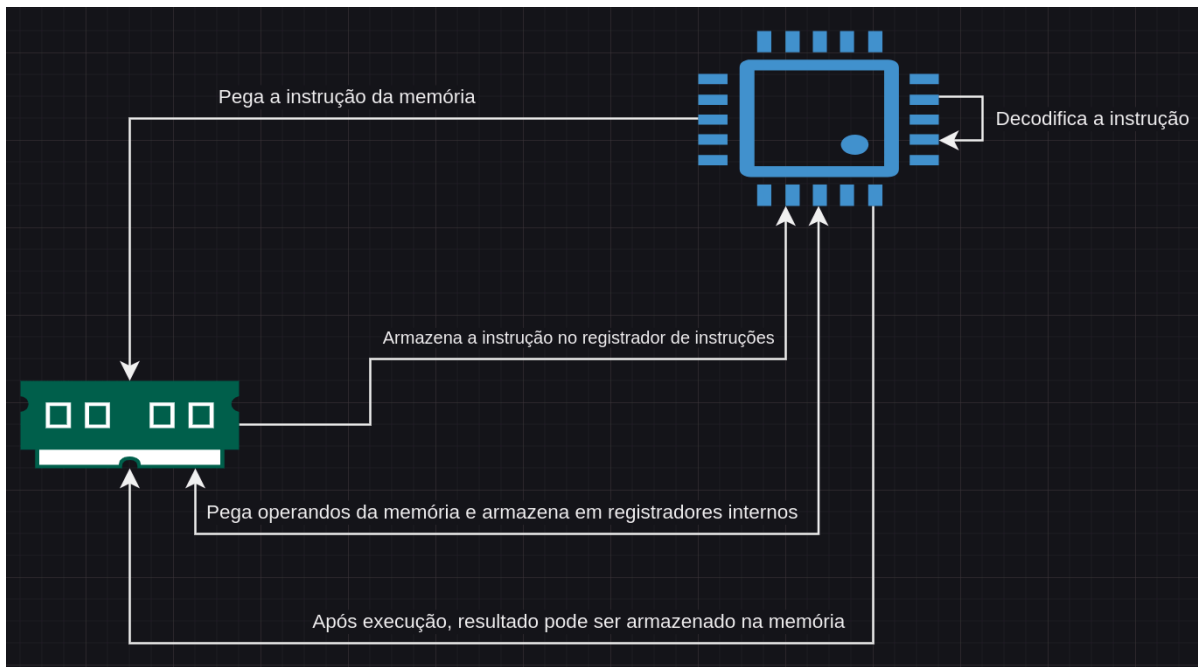 Pega a instrução da memória
Decodifica a instrução
Armazena a instrução no registrador de instruções
Pega operandos da memória e armazena em registradores internos
Após execução, resultado pode ser armazenado na memória